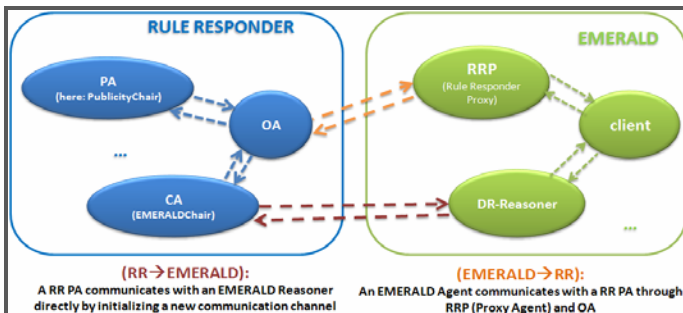 RULE RESPONDER
EMERALD
PA
(here: PublicityChair)
OA
...
CA
(EMERALDChair)
RRP
(Rule Responder
Proxy)
client
DR-Reasoner
...
(RR→EMERALD):
A RR PA communicates with an EMERALD Reasoner
directly by initializing a new communication channel
(EMERALD→RR):
An EMERALD Agent communicates with a RR PA through
RRP (Proxy Agent) and OA